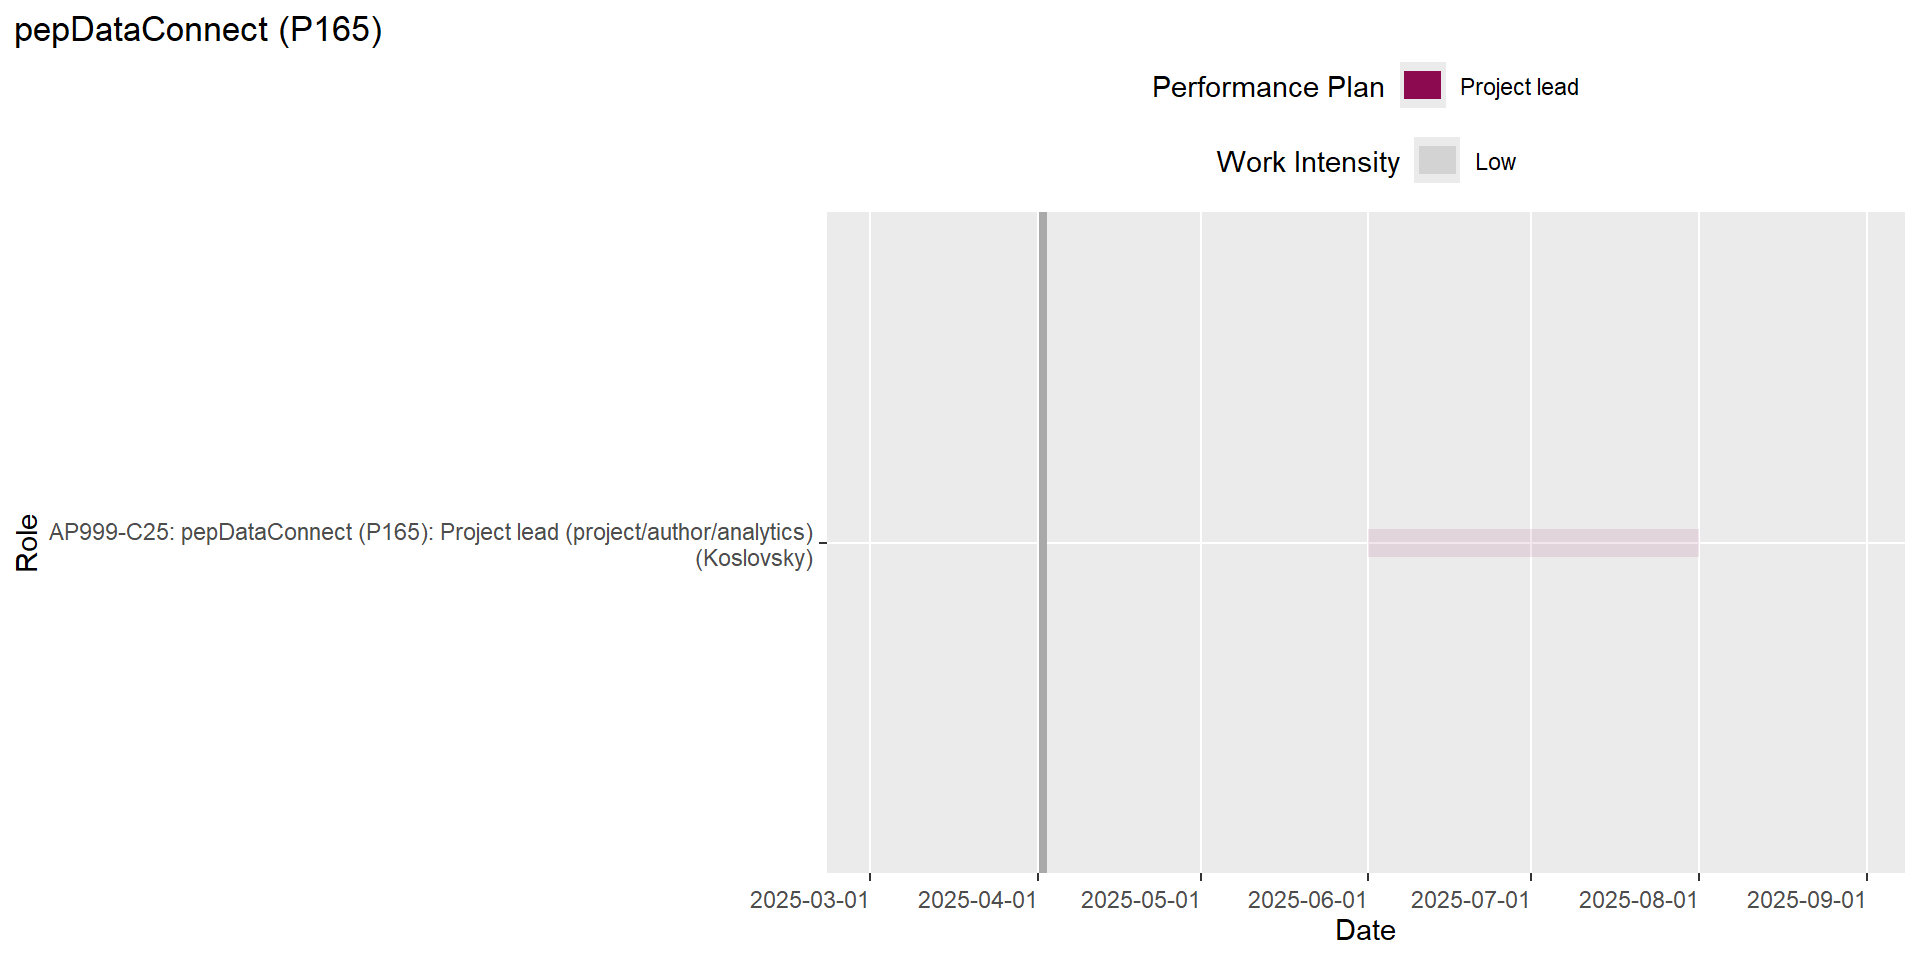 pepDataConnect (P165)
Performance Plan
Project lead
Work Intensity
Low
Role
AP999-C25: pepDataConnect (P165): Project lead (project/author/analytics)
(Koslovsky)
2025-03-01
2025-04-01
2025-05-01
2025-06-01
2025-07-01
2025-08-01
2025-09-01
Date